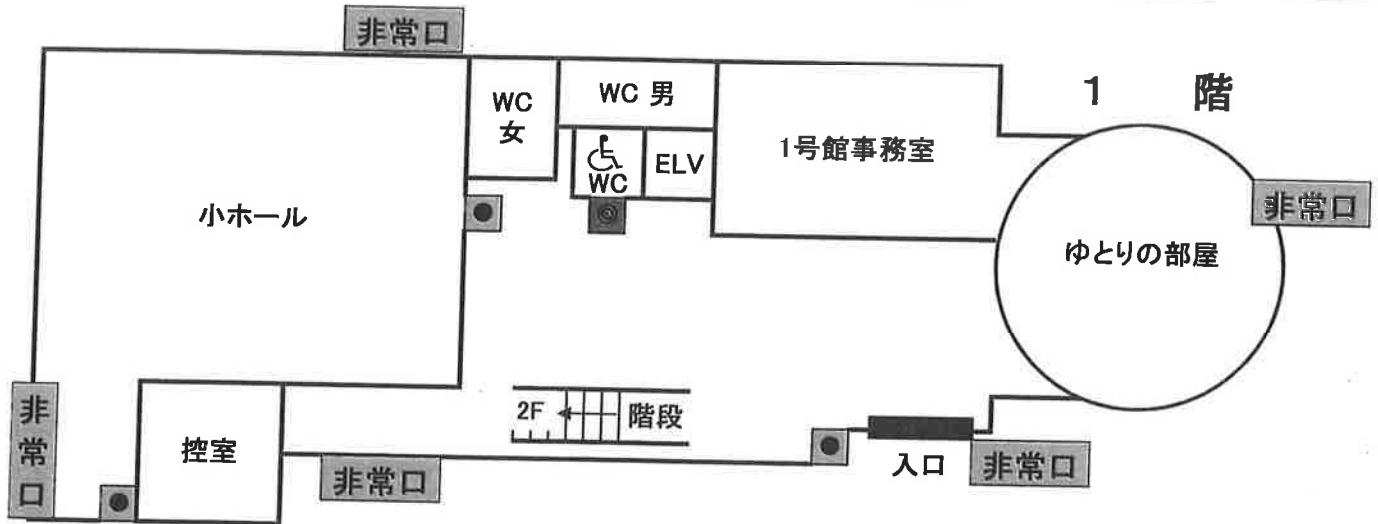 非常口
1 階
WC
女
WC 男
WC
ELV
1号館事務室
非常口
小ホール
ゆとりの部屋
非常口
控室
2F
階段
非常口
入口
非常口